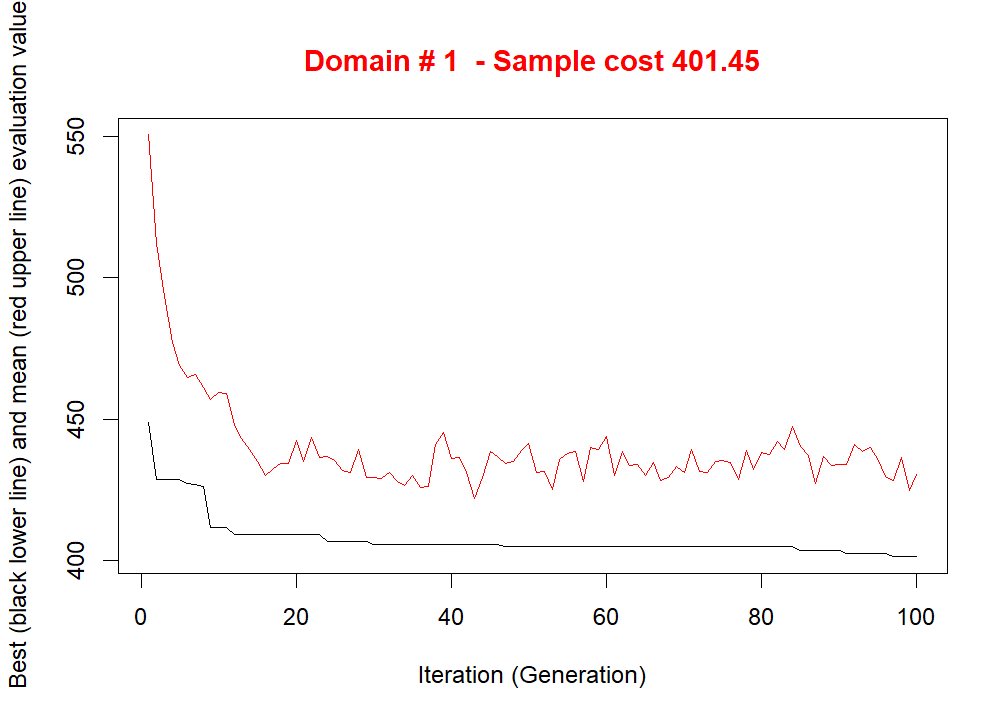 Domain # 1  - Sample cost 401.45
Best (black lower line) and mean (red upper line) evaluation value
550
500
450
400
0 20 40 60 80 100
Iteration (Generation)